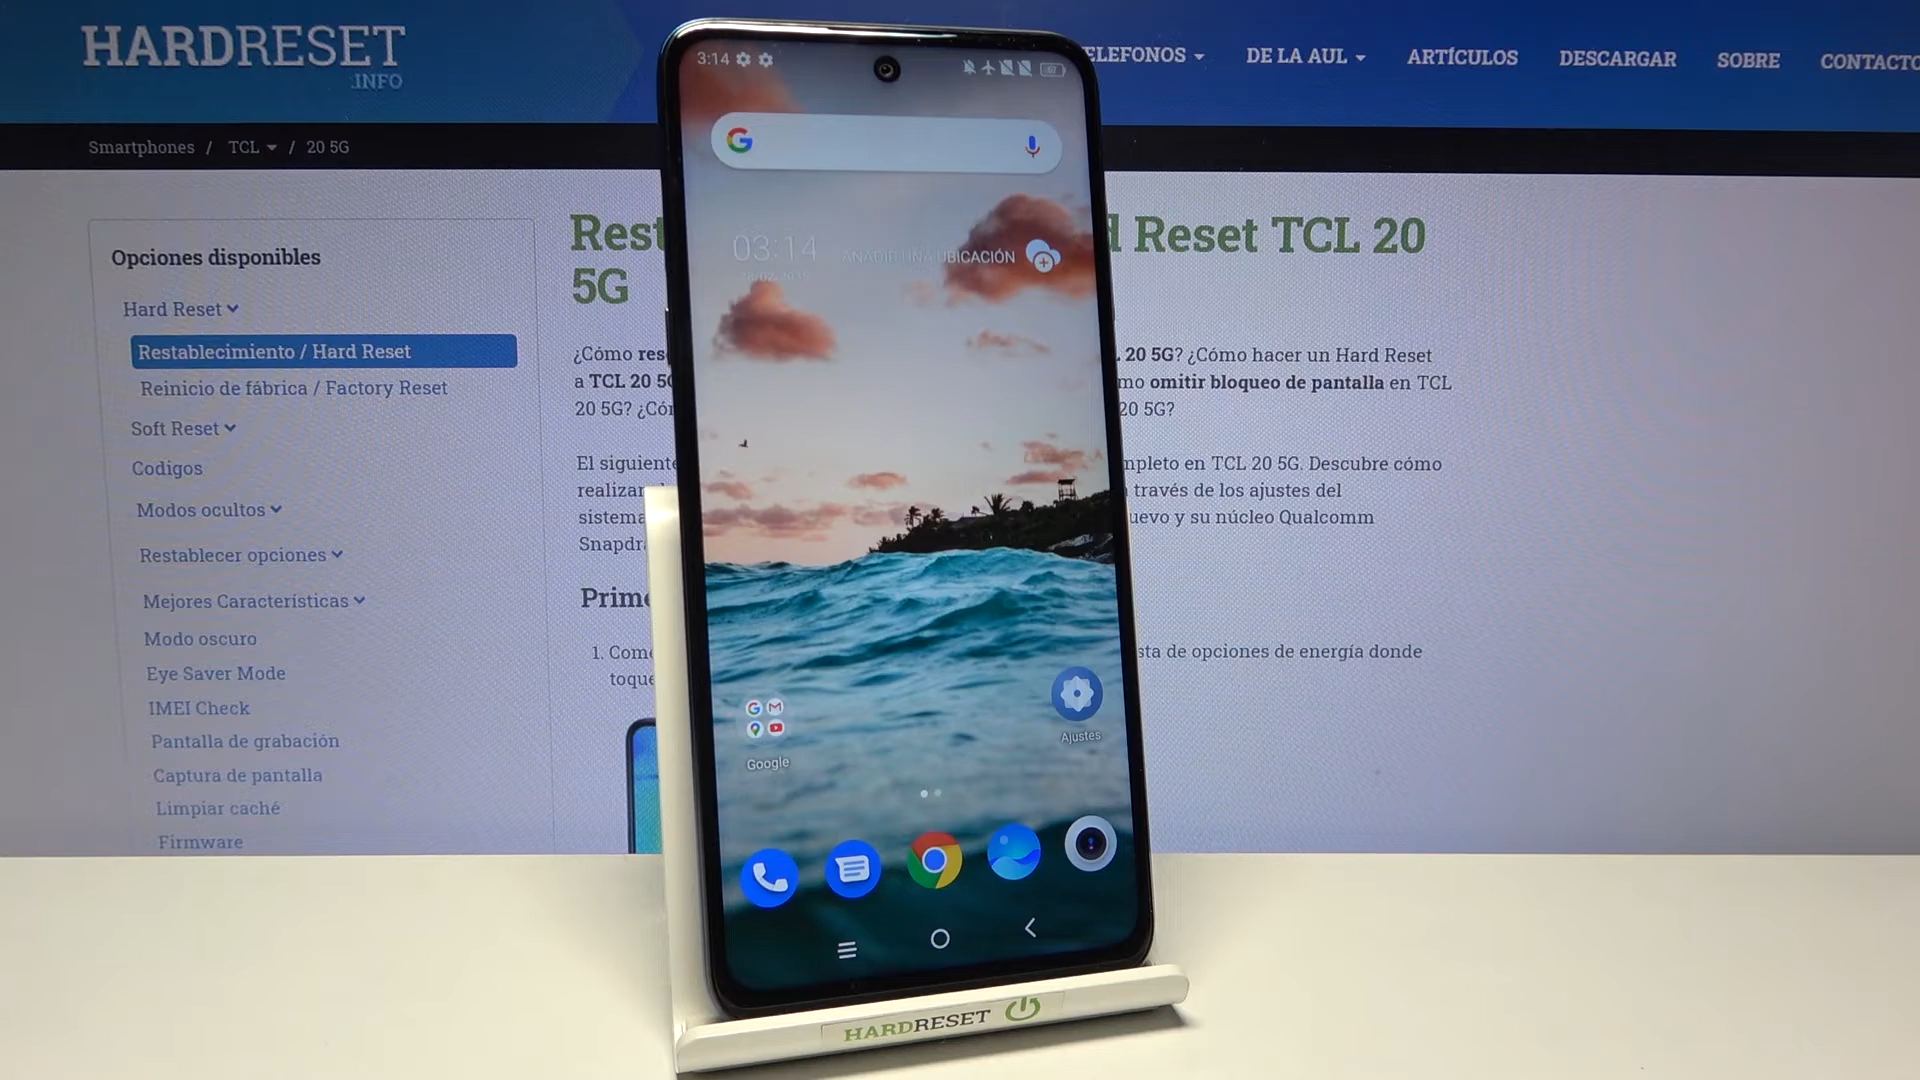 HARDRESET
.INFO
ELEFONOS
DE LA AUL
ARTÍCULOS
DESCARGAR
SOBRE
CONTACTO
Smartphones / TCL / 20 5G
Opciones disponibles
Hard Reset
Restablecimiento / Hard Reset
Reinicio de fábrica / Factory Reset
Soft Reset
Codigos
Modos ocultos
Restablecer opciones
Mejores Características
Modo oscuro
Eye Saver Mode
IMEI Check
Pantalla de grabación
Captura de pantalla
Limpiar caché
Firmware
Rest d Reset TCL 20
5G
¿Cómo res 20 5G? ¿Cómo hacer un Hard Reset
a TCL 20 5G mo omitir bloqueo de pantalla en TCL
20 5G? ¿Cór 20 5G?
El siguiente mpleto en TCL 20 5G. Descubre cómo
realizar través de los ajustes del
sistema uevo y su núcleo Qualcomm
Snapdra
Prime
1. Come sta de opciones de energía donde
toque
3:14
03:14
AÑADIR UNA UBICACIÓN
Google
Ajustes
HARDRESET